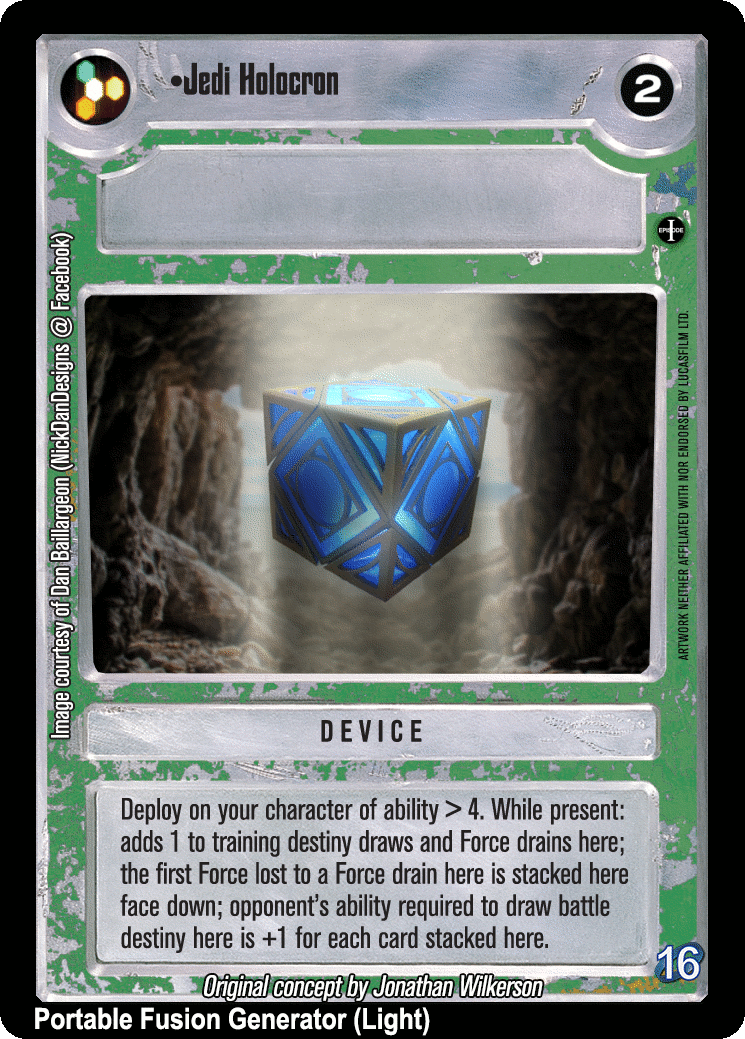 •Jedi Holocron
2
EPISODE
I
Image courtesy of Dan Baillargeon (NickDanDesigns @ Facebook)
ARTWORK NEITHER AFFILIATED WITH NOR ENDORSED BY LUCASFILM LTD.
DEVICE
Deploy on your character of ability > 4. While present:
adds 1 to training destiny draws and Force drains here;
the first Force lost to a Force drain here is stacked here
face down; opponent's ability required to draw battle
destiny here is +1 for each card stacked here.
16
Original concept by Jonathan Wilkerson
Portable Fusion Generator (Light)